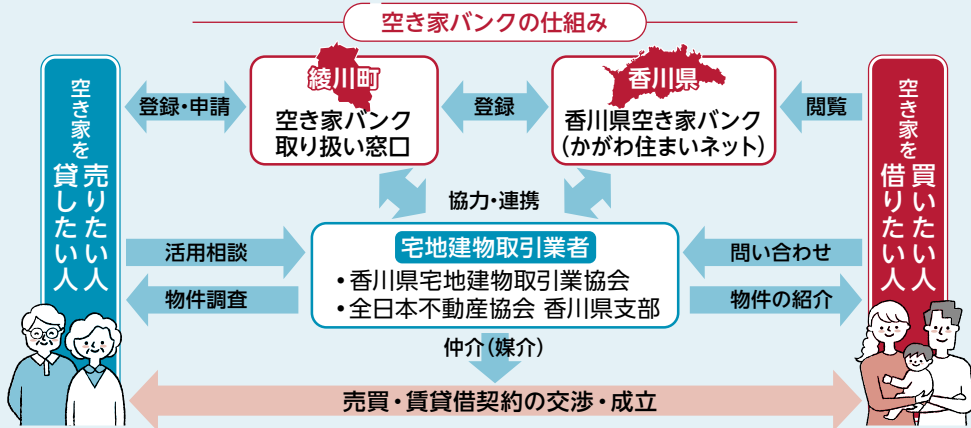 空き家バンクの仕組み
空き家を
売りたい人
貸したい人
登録・申請
綾川町
空き家バンク
取り扱い窓口
登録
香川県
香川県空き家バンク
(かがわ住まいネット)
閲覧
空き家を
買いたい人
借りたい人
協力・連携
活用相談
物件調査
宅地建物取引業者
・香川県宅地建物取引業協会
・全日本不動産協会 香川県支部
問い合わせ
物件の紹介
仲介(媒介)
売買・賃貸借契約の交渉・成立